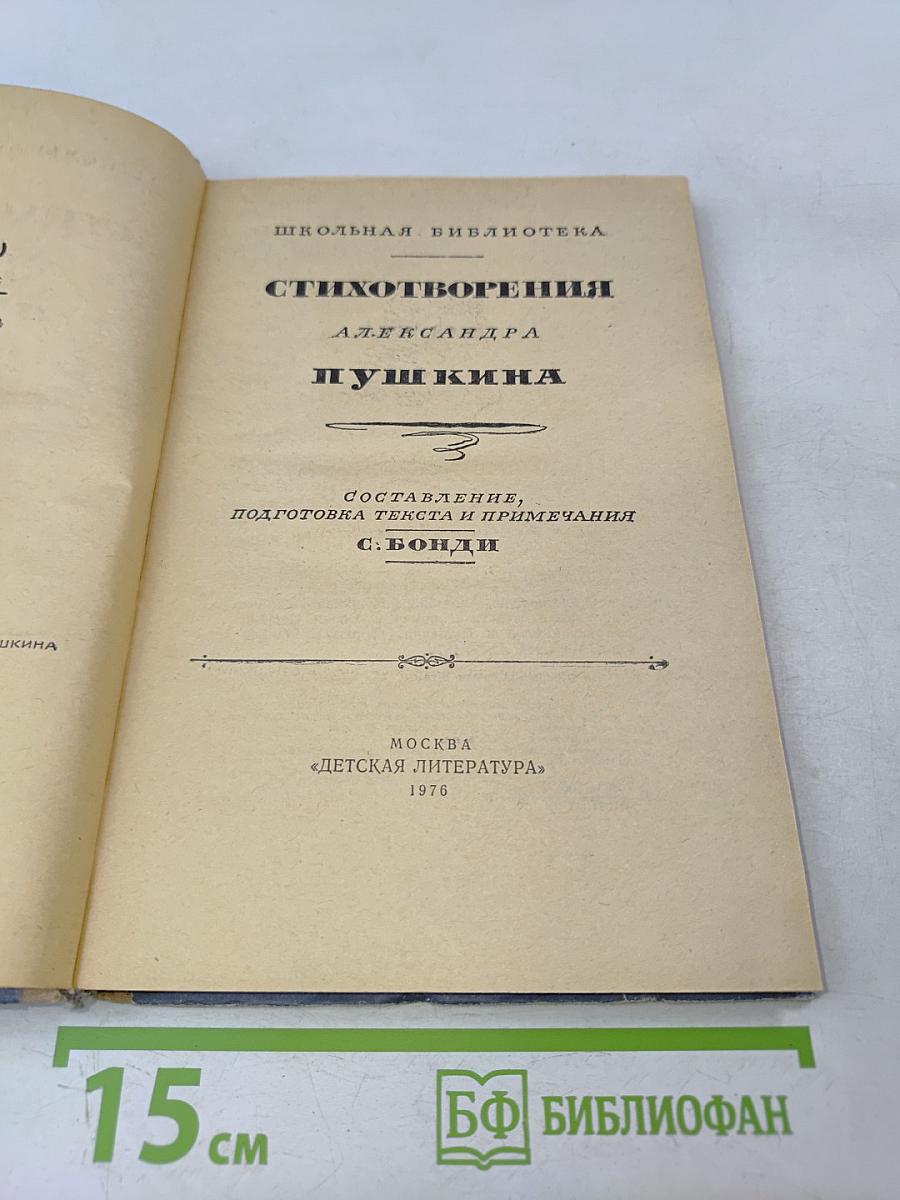 ШКОЛЬНАЯ БИБЛИОТЕКА
СТИХОТВОРЕНИЯ
АЛЕКСАНДРА
ПУШКИНА
СОСТАВЛЕНИЕ,
ПОДГОТОВКА ТЕКСТА И ПРИМЕЧАНИЯ
С. БОНДИ
ШКИНА
МОСКВА
«ДЕТСКАЯ ЛИТЕРАТУРА»
1976
15 см
БФ БИБЛИОФАН